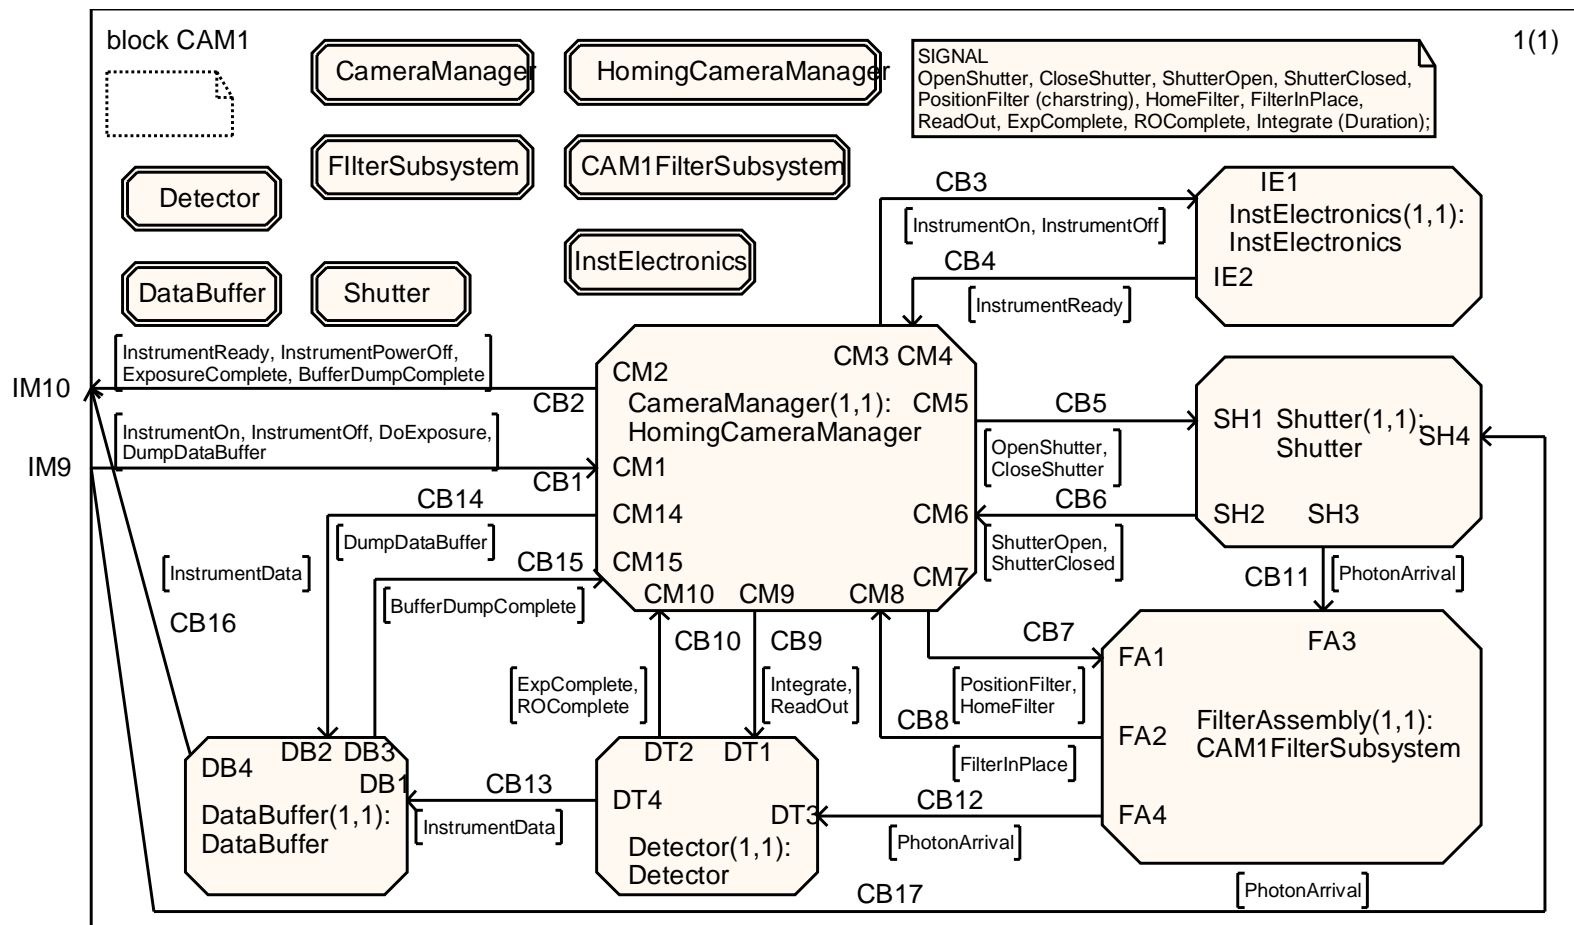 block CAM1
1(1)
CameraManager
HomingCameraManager
SIGNAL
OpenShutter, CloseShutter, ShutterOpen, ShutterClosed,
PositionFilter (charstring), HomeFilter, FilterInPlace,
ReadOut, ExpComplete, ROComplete, Integrate (Duration);
FIlterSubsystem
CAM1FilterSubsystem
Detector
InstElectronics
DataBuffer
Shutter
CB3
[InstrumentOn, InstrumentOff]
CB4
[InstrumentReady]
IE1
InstElectronics(1,1):
InstElectronics
IE2
[InstrumentReady, InstrumentPowerOff,
ExposureComplete, BufferDumpComplete]
IM10
CB2
InstrumentOn, InstrumentOff, DoExposure,
DumpDataBuffer
IM9
CB1
CM3 CM4
CM2
CameraManager(1,1):
HomingCameraManager
CM5
CM1
CM14
CM6
CM15
CM7
CM10
CM9
CM8
CB5
[OpenShutter,
CloseShutter]
CB6
[ShutterOpen,
ShutterClosed]
SH1
Shutter(1,1):
Shutter
SH4
SH2
SH3
CB14
[DumpDataBuffer]
CB15
[BufferDumpComplete]
[InstrumentData]
CB16
CB11
[PhotonArrival]
CB10
CB9
[ExpComplete,
ROComplete]
[Integrate,
ReadOut]
CB7
[PositionFilter,
HomeFilter]
CB8
[FilterInPlace]
FA3
FA1
FA2
FilterAssembly(1,1):
CAM1FilterSubsystem
FA4
DB2
DB3
DB4
DB1
DataBuffer(1,1):
DataBuffer
CB13
[InstrumentData]
DT2
DT1
DT4
DT3
Detector(1,1):
Detector
CB12
[PhotonArrival]
CB17
[PhotonArrival]